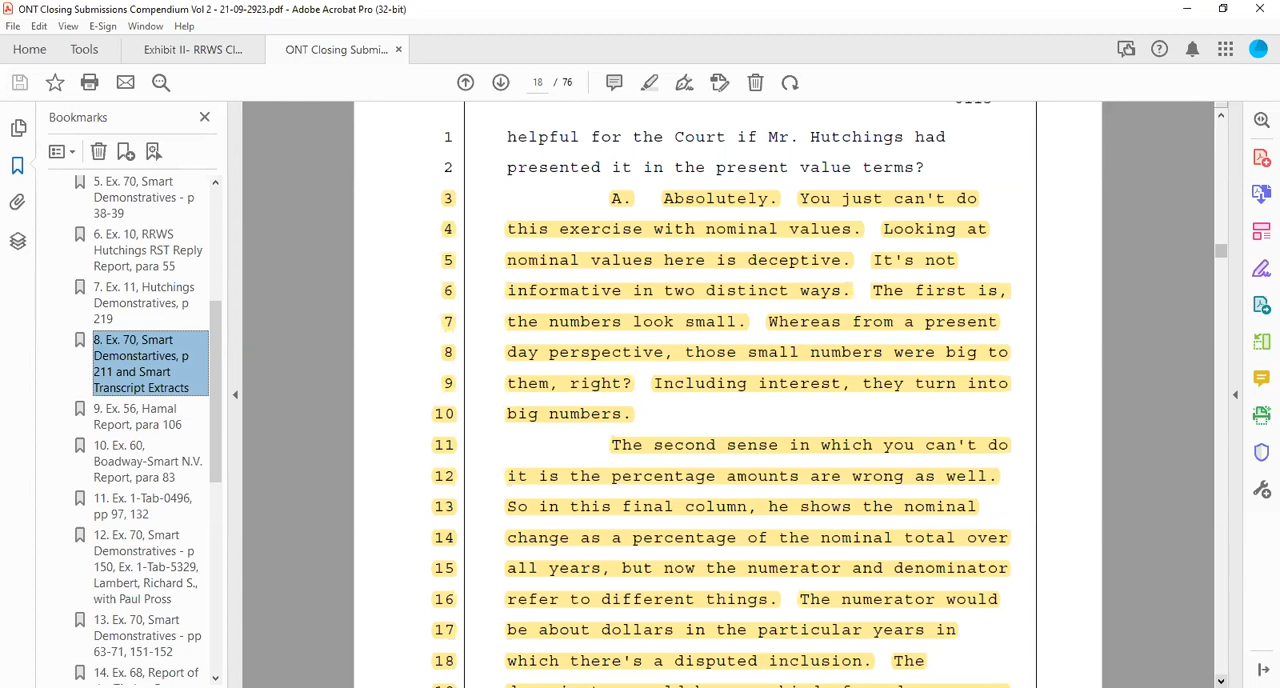 ONT Closing Submissions Compendium Vol 2 - 21-09-2923.pdf - Adobe Acrobat Pro (32-bit)
File Edit View E-Sign Window Help
Home Tools Exhibit II- RRWS Cl... ONT Closing Submi... ×
18 / 76
Bookmarks
5. Ex. 70, Smart
Demonstratives - p
38-39
6. Ex. 10, RRWS
Hutchings RST Reply
Report, para 55
7. Ex. 11, Hutchings
Demonstratives, p
219
8. Ex. 70, Smart
Demonstartives, p
211 and Smart
Transcript Extracts
9. Ex. 56, Hamal
Report, para 106
10. Ex. 60,
Boadway-Smart N.V.
Report, para 83
11. Ex. 1-Tab-0496,
pp 97, 132
12. Ex. 70, Smart
Demonstratives - p
150, Ex. 1-Tab-5329,
Lambert, Richard S.,
with Paul Pross
13. Ex. 70, Smart
Demonstratives - pp
63-71, 151-152
14. Ex. 68, Report of
1 helpful for the Court if Mr. Hutchings had
2 presented it in the present value terms?
3 A. Absolutely. You just can't do
4 this exercise with nominal values. Looking at
5 nominal values here is deceptive. It's not
6 informative in two distinct ways. The first is,
7 the numbers look small. Whereas from a present
8 day perspective, those small numbers were big to
9 them, right? Including interest, they turn into
10 big numbers.
11 The second sense in which you can't do
12 it is the percentage amounts are wrong as well.
13 So in this final column, he shows the nominal
14 change as a percentage of the nominal total over
15 all years, but now the numerator and denominator
16 refer to different things. The numerator would
17 be about dollars in the particular years in
18 which there's a disputed inclusion. The